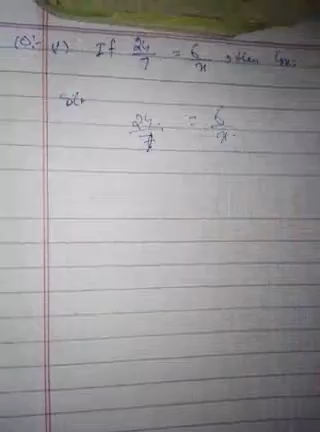 If 24/7 = 6/x then
Sol.
24/7 = 6/x